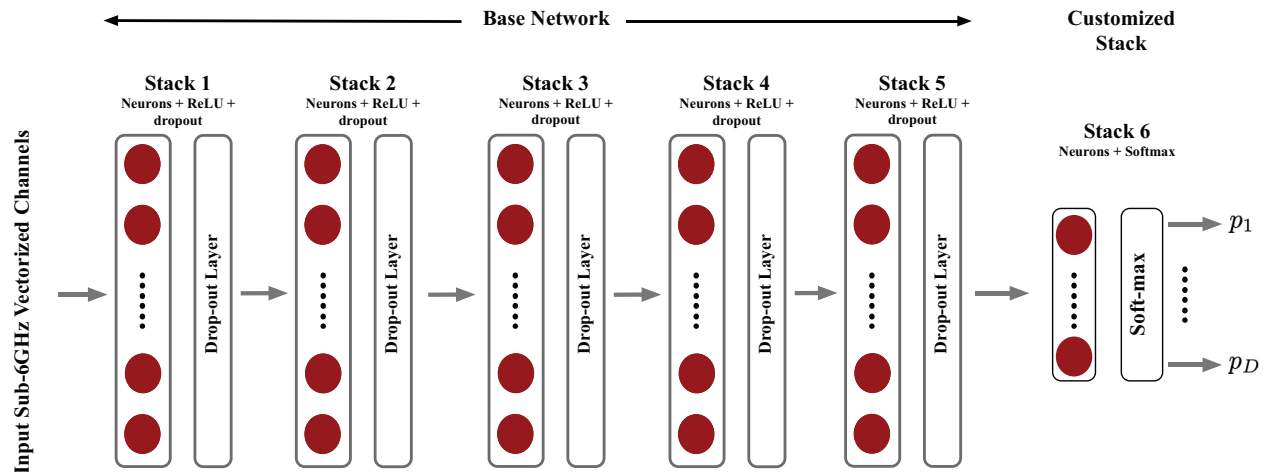 Base Network
Customized
Stack
Input Sub-6GHz Vectorized Channels
Stack 1
Neurons + ReLU +
dropout
Drop-out Layer
Stack 2
Neurons + ReLU +
dropout
Drop-out Layer
Stack 3
Neurons + ReLU +
dropout
Drop-out Layer
Stack 4
Neurons + ReLU +
dropout
Drop-out Layer
Stack 5
Neurons + ReLU +
dropout
Drop-out Layer
Stack 6
Neurons + Softmax
Soft-max
p₁
p_D